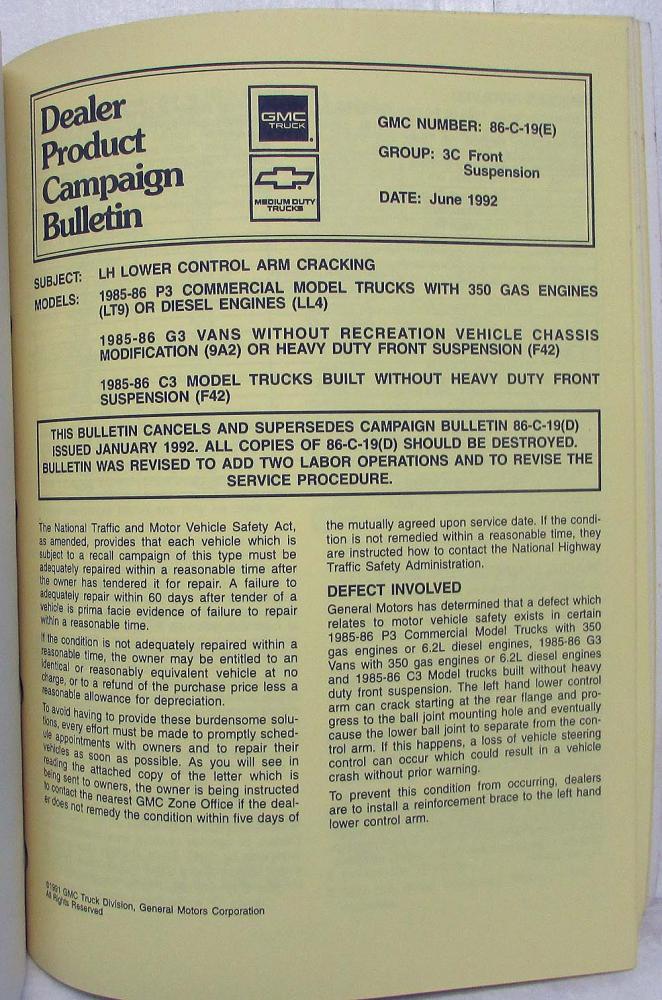 Dealer
Product
Campaign
Bulletin
GMC
TRUCK
MEDIUM DUTY
TRUCKS
GMC NUMBER: 86-C-19(E)
GROUP: 3C Front
Suspension
DATE: June 1992
SUBJECT: LH LOWER CONTROL ARM CRACKING
MODELS: 1985-86 P3 COMMERCIAL MODEL TRUCKS WITH 350 GAS ENGINES
(LT9) OR DIESEL ENGINES (LL4)
1985-86 G3 VANS WITHOUT RECREATION VEHICLE CHASSIS
MODIFICATION (9A2) OR HEAVY DUTY FRONT SUSPENSION (F42)
1985-86 C3 MODEL TRUCKS BUILT WITHOUT HEAVY DUTY FRONT
SUSPENSION (F42)
THIS BULLETIN CANCELS AND SUPERSEDES CAMPAIGN BULLETIN 86-C-19(D)
ISSUED JANUARY 1992. ALL COPIES OF 86-C-19(D) SHOULD BE DESTROYED.
BULLETIN WAS REVISED TO ADD TWO LABOR OPERATIONS AND TO REVISE THE
SERVICE PROCEDURE.
The National Traffic and Motor Vehicle Safety Act,
as amended, provides that each vehicle which is
subject to a recall campaign of this type must be
adequately repaired within a reasonable time after
the owner has tendered it for repair. A failure to
adequately repair within 60 days after tender of a
vehicle is prima facie evidence of failure to repair
within a reasonable time.
If the condition is not adequately repaired within a
reasonable time, the owner may be entitled to an
identical or reasonably equivalent vehicle at no
charge, or to a refund of the purchase price less a
reasonable allowance for depreciation.
To avoid having to provide these burdensome solu-
tions, every effort must be made to promptly sched-
ule appointments with owners and to repair their
vehicles as soon as possible. As you will see in
reading the attached copy of the letter which is
being sent to owners, the owner is being instructed
to contact the nearest GMC Zone Office if the deal-
er does not remedy the condition within five days of
the mutually agreed upon service date. If the condi-
tion is not remedied within a reasonable time, they
are instructed how to contact the National Highway
Traffic Safety Administration.
DEFECT INVOLVED
General Motors has determined that a defect which
relates to motor vehicle safety exists in certain
1985-86 P3 Commercial Model Trucks with 350
gas engines or 6.2L diesel engines, 1985-86 G3
Vans with 350 gas engines or 6.2L diesel engines
and 1985-86 C3 Model trucks built without heavy
duty front suspension. The left hand lower control
arm can crack starting at the rear flange and pro-
gress to the ball joint mounting hole and eventually
cause the lower ball joint to separate from the con-
trol arm. If this happens, a loss of vehicle steering
control can occur which could result in a vehicle
crash without prior warning.
To prevent this condition from occurring, dealers
are to install a reinforcement brace to the left hand
lower control arm.
©1991 GMC Truck Division, General Motors Corporation
All Rights Reserved